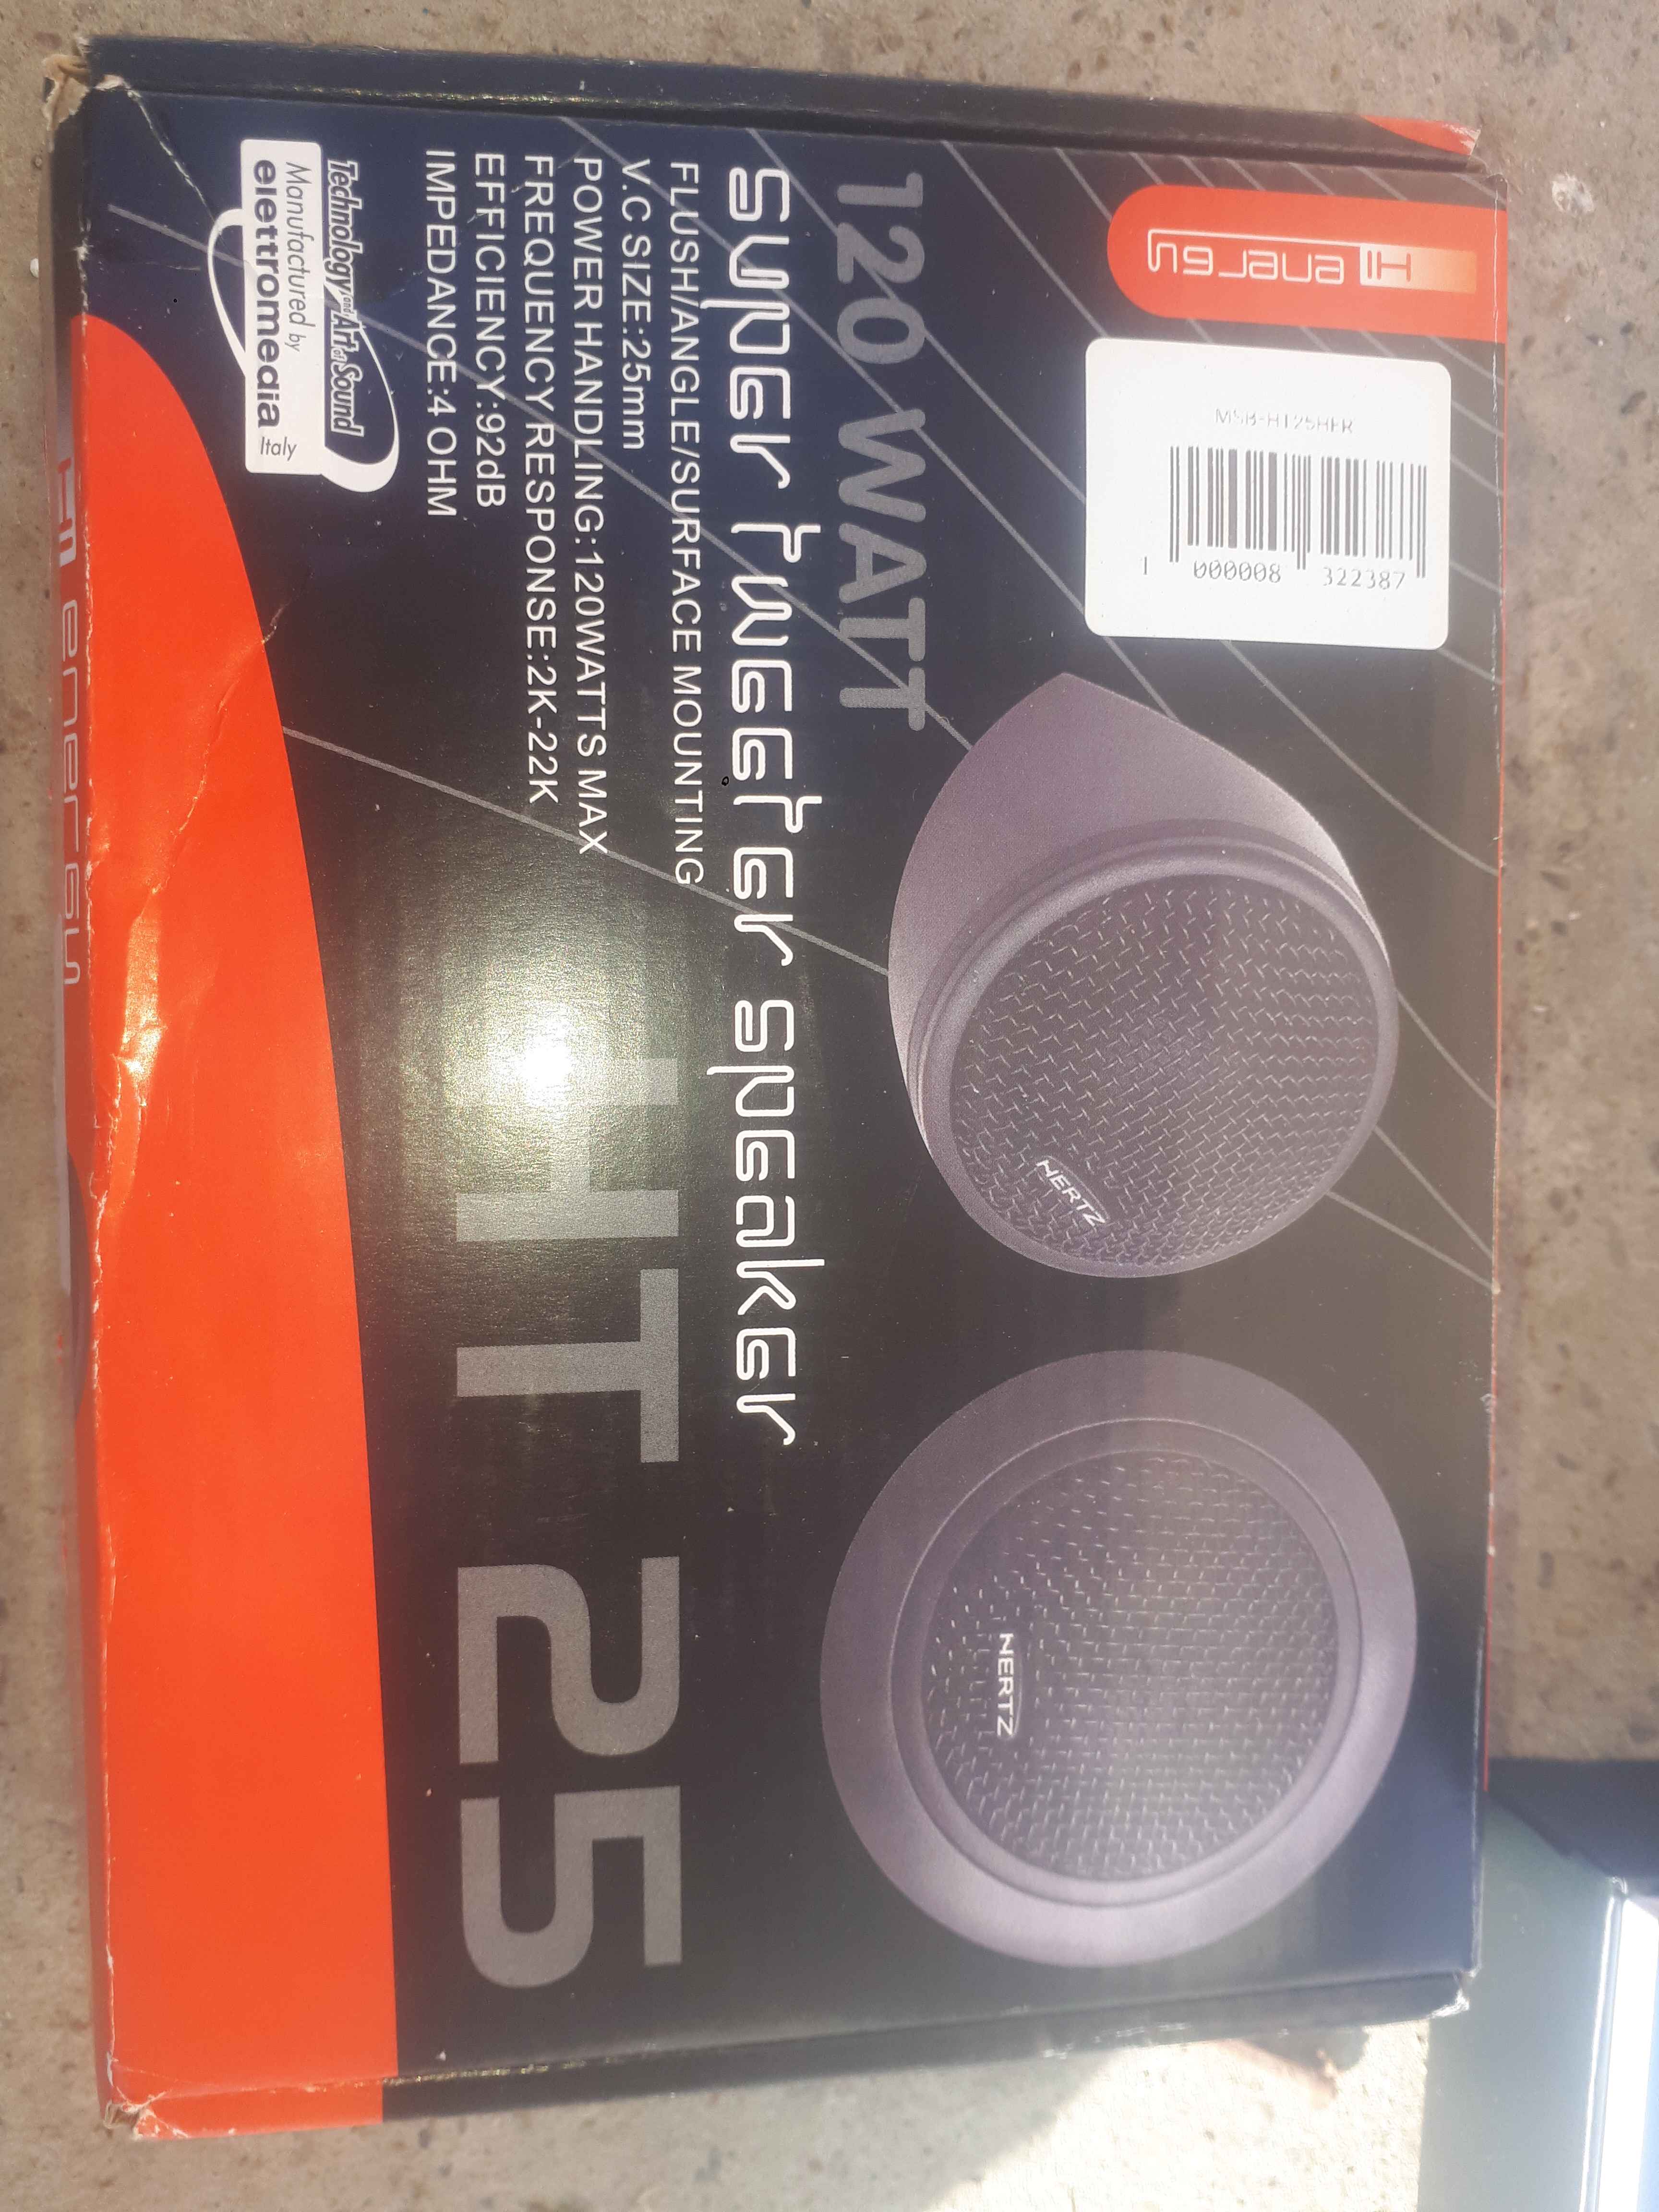 Hi energy
MSB-HT25HER
1 000008 322387
HERTZ
HERTZ
120 WATT
super tweeter speaker
FLUSH/ANGLE/SURFACE MOUNTING
V.C SIZE:25mm
POWER HANDLING:120WATTS MAX
FREQUENCY RESPONSE:2K-22K
EFFICIENCY:92dB
IMPEDANCE:4 OHM
HT 25
Technology and Art of Sound
Manufactured by
elettromedia
Italy
Hi energy